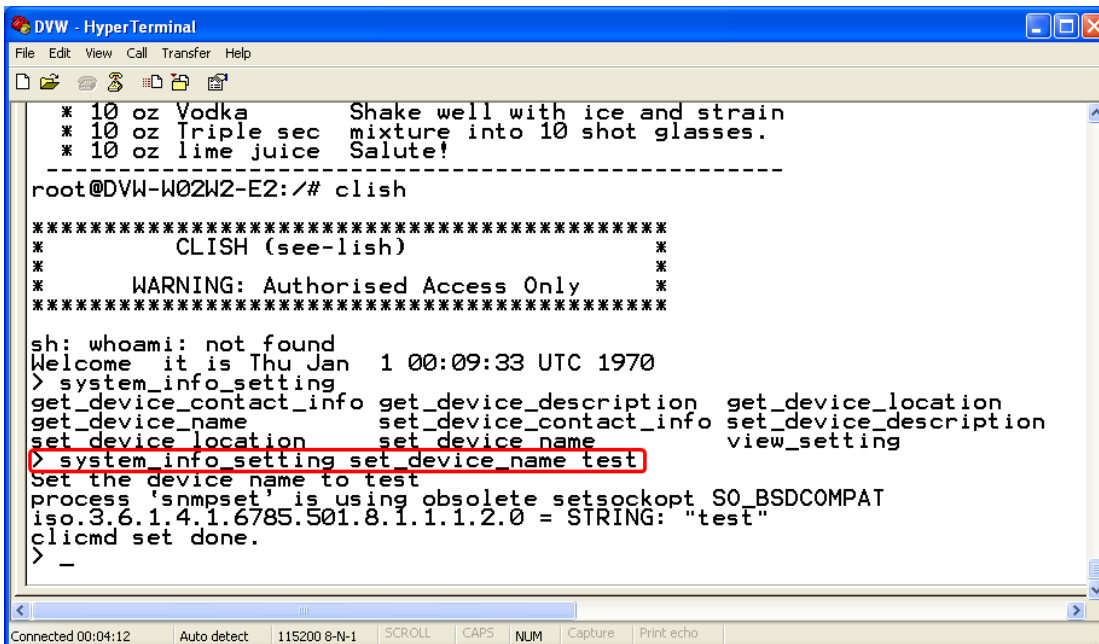 DVW - HyperTerminal
File Edit View Call Transfer Help
* 10 oz Vodka Shake well with ice and strain
* 10 oz Triple sec mixture into 10 shot glasses.
* 10 oz lime juice Salute!
---------------------------------------------------
root@DVW-W02W2-E2:/# clish
********************************************
* CLISH (see-lish) *
* *
* WARNING: Authorised Access Only *
********************************************
sh: whoami: not found
Welcome it is Thu Jan 1 00:09:33 UTC 1970
> system_info_setting
get_device_contact_info get_device_description get_device_location
get_device_name set_device_contact_info set_device_description
set_device_location set_device_name view_setting
> system_info_setting set_device_name test
Set the device name to test
process 'snmpset' is using obsolete setsockopt SO_BSDCOMPAT
iso.3.6.1.4.1.6785.501.8.1.1.1.2.0 = STRING: "test"
clicmd set done.
> _
Connected 00:04:12 Auto detect 115200 8-N-1 SCROLL CAPS NUM Capture Print echo